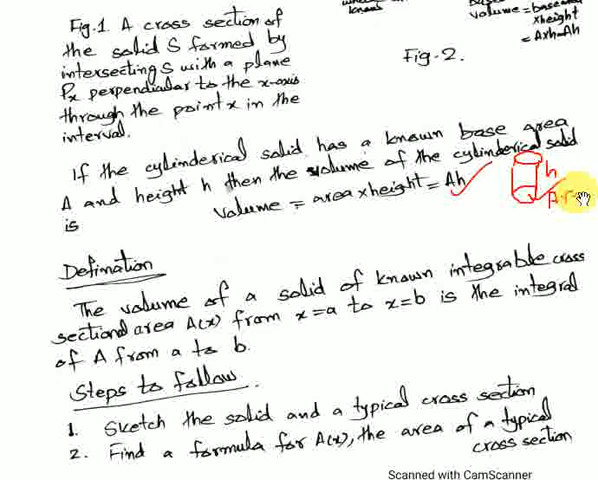 volume = base
Fig-1. A cross section of
known
xheight
the solid S formed by
= Axh=Ah
intersecting S with a plane
Fig-2.
Px perpendicular to the x-axis
through the point x in the
interval.
If the cylinderical solid has a known base area
A and height h then the volume of the cylinderical solid
is
volume = area xheight = Ah
h
Defination
The volume of a solid of known integrable cross
sectional area A(x) from x=a to x=b is the integral
of A from a to b.
Steps to follow.
1. Sketch the solid and a typical cross section
2. Find a formula for A(x), the area of a typical
cross section
Scanned with CamScanner